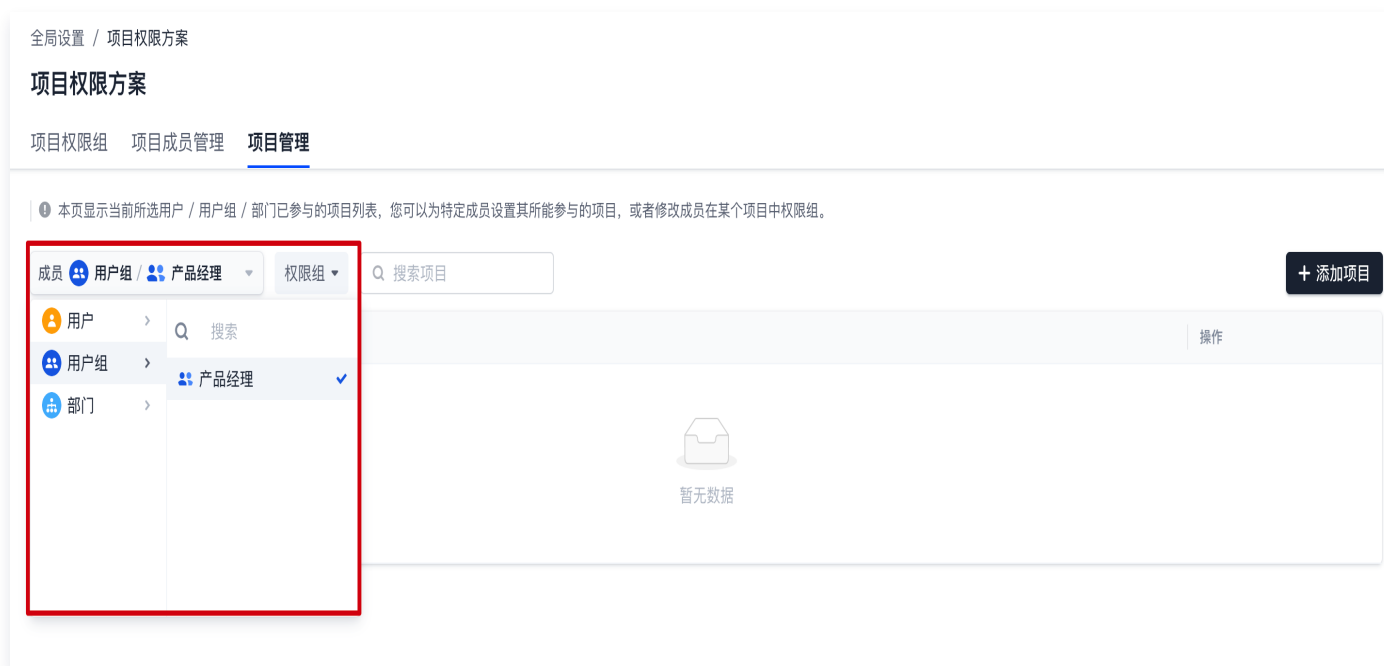 全局设置 / 项目权限方案
项目权限方案
项目权限组 项目成员管理 项目管理
本页显示当前所选用户 / 用户组 / 部门已参与的项目列表，您可以为特定成员设置其所能参与的项目，或者修改成员在某个项目中权限组。
成员 用户组 / 产品经理 权限组 搜索项目 + 添加项目
用户 搜索 操作
用户组 产品经理
部门
暂无数据